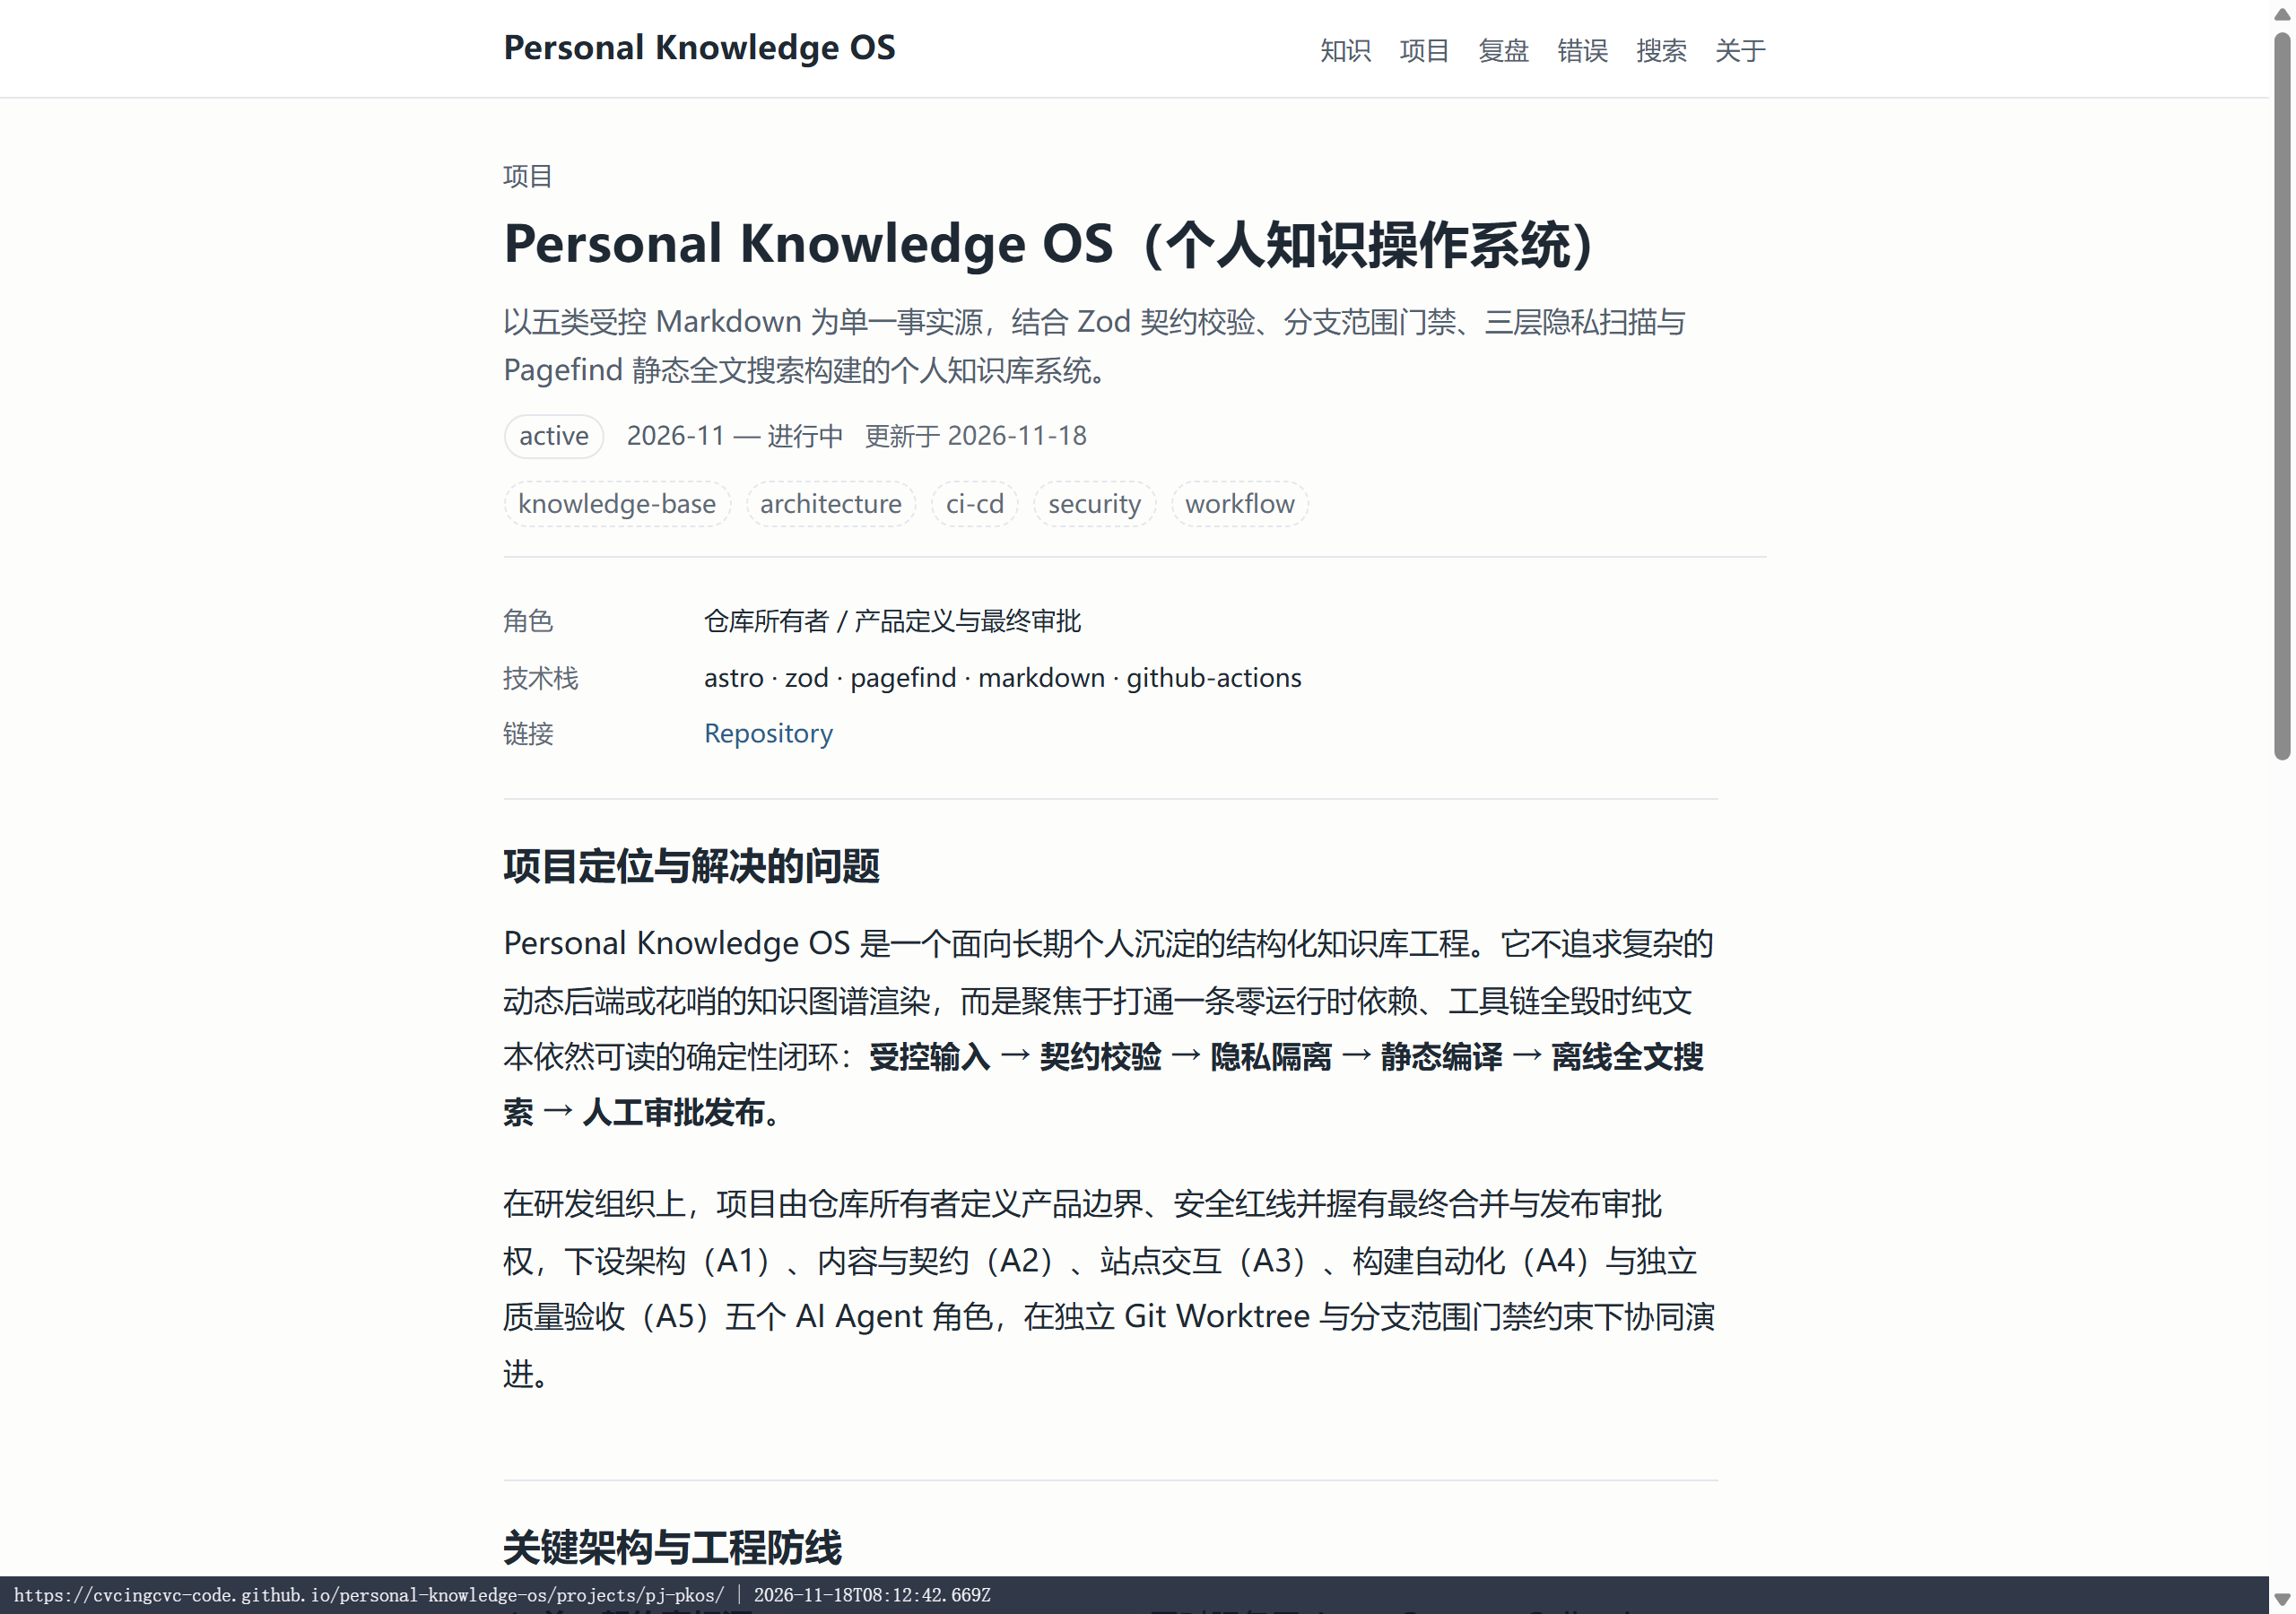 Personal Knowledge OS
知识 项目 复盘 错误 搜索 关于
项目
Personal Knowledge OS（个人知识操作系统）
以五类受控 Markdown 为单一事实源，结合 Zod 契约校验、分支范围门禁、三层隐私扫描与
Pagefind 静态全文搜索构建的个人知识库系统。
active 2026-11 — 进行中 更新于 2026-11-18
knowledge-base architecture ci-cd security workflow
角色 仓库所有者 / 产品定义与最终审批
技术栈 astro · zod · pagefind · markdown · github-actions
链接 Repository
项目定位与解决的问题
Personal Knowledge OS 是一个面向长期个人沉淀的结构化知识库工程。它不追求复杂的
动态后端或花哨的知识图谱渲染，而是聚焦于打通一条零运行时依赖、工具链全毁时纯文
本依然可读的确定性闭环：受控输入 → 契约校验 → 隐私隔离 → 静态编译 → 离线全文搜
索 → 人工审批发布。
在研发组织上，项目由仓库所有者定义产品边界、安全红线并握有最终合并与发布审批
权，下设架构（A1）、内容与契约（A2）、站点交互（A3）、构建自动化（A4）与独立
质量验收（A5）五个 AI Agent 角色，在独立 Git Worktree 与分支范围门禁约束下协同演
进。
关键架构与工程防线
https://cvcingcvc-code.github.io/personal-knowledge-os/projects/pj-pkos/ | 2026-11-18T08:12:42.669Z